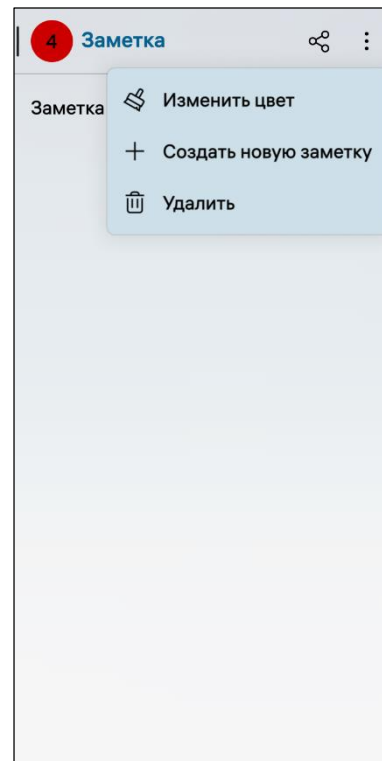 4 Заметка
Заметка
Изменить цвет
Создать новую заметку
Удалить